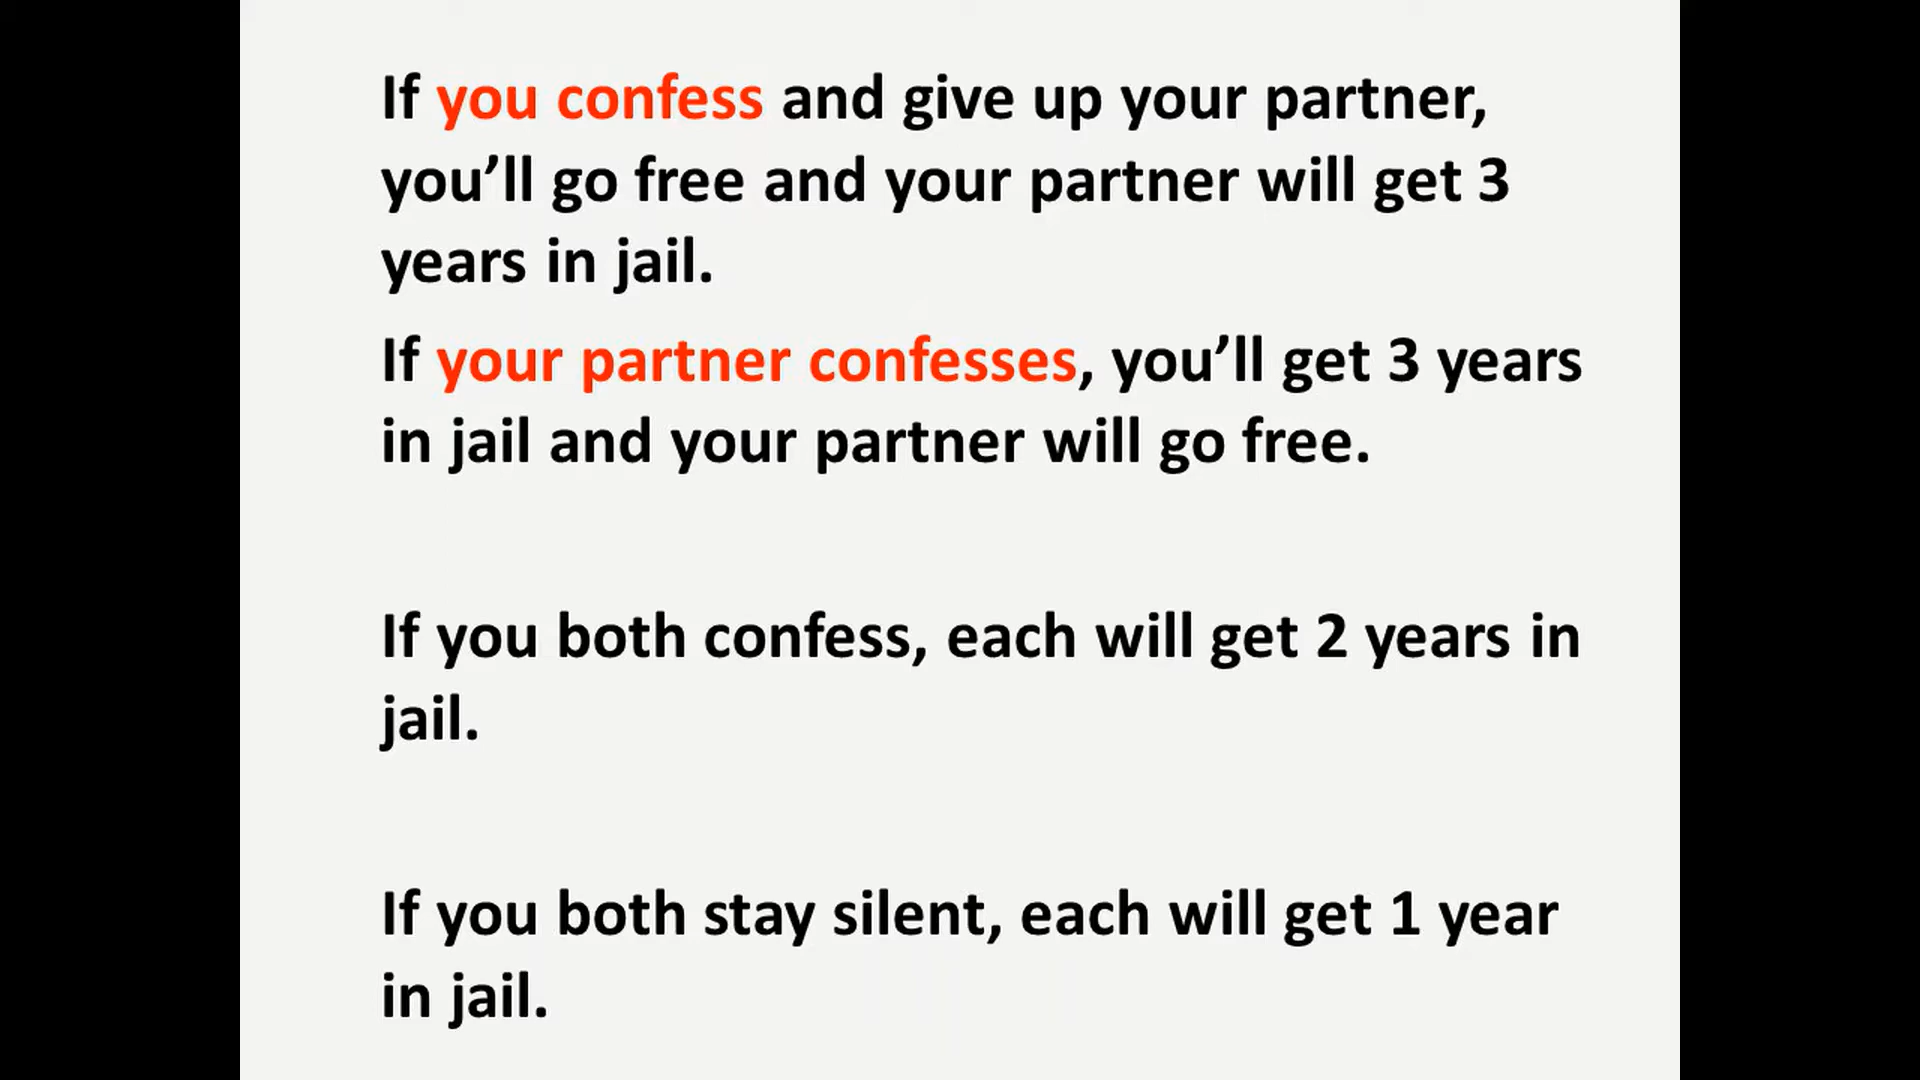 If you confess and give up your partner,
you’ll go free and your partner will get 3
years in jail.
If your partner confesses, you’ll get 3 years
in jail and your partner will go free.
If you both confess, each will get 2 years in
jail.
If you both stay silent, each will get 1 year
in jail.